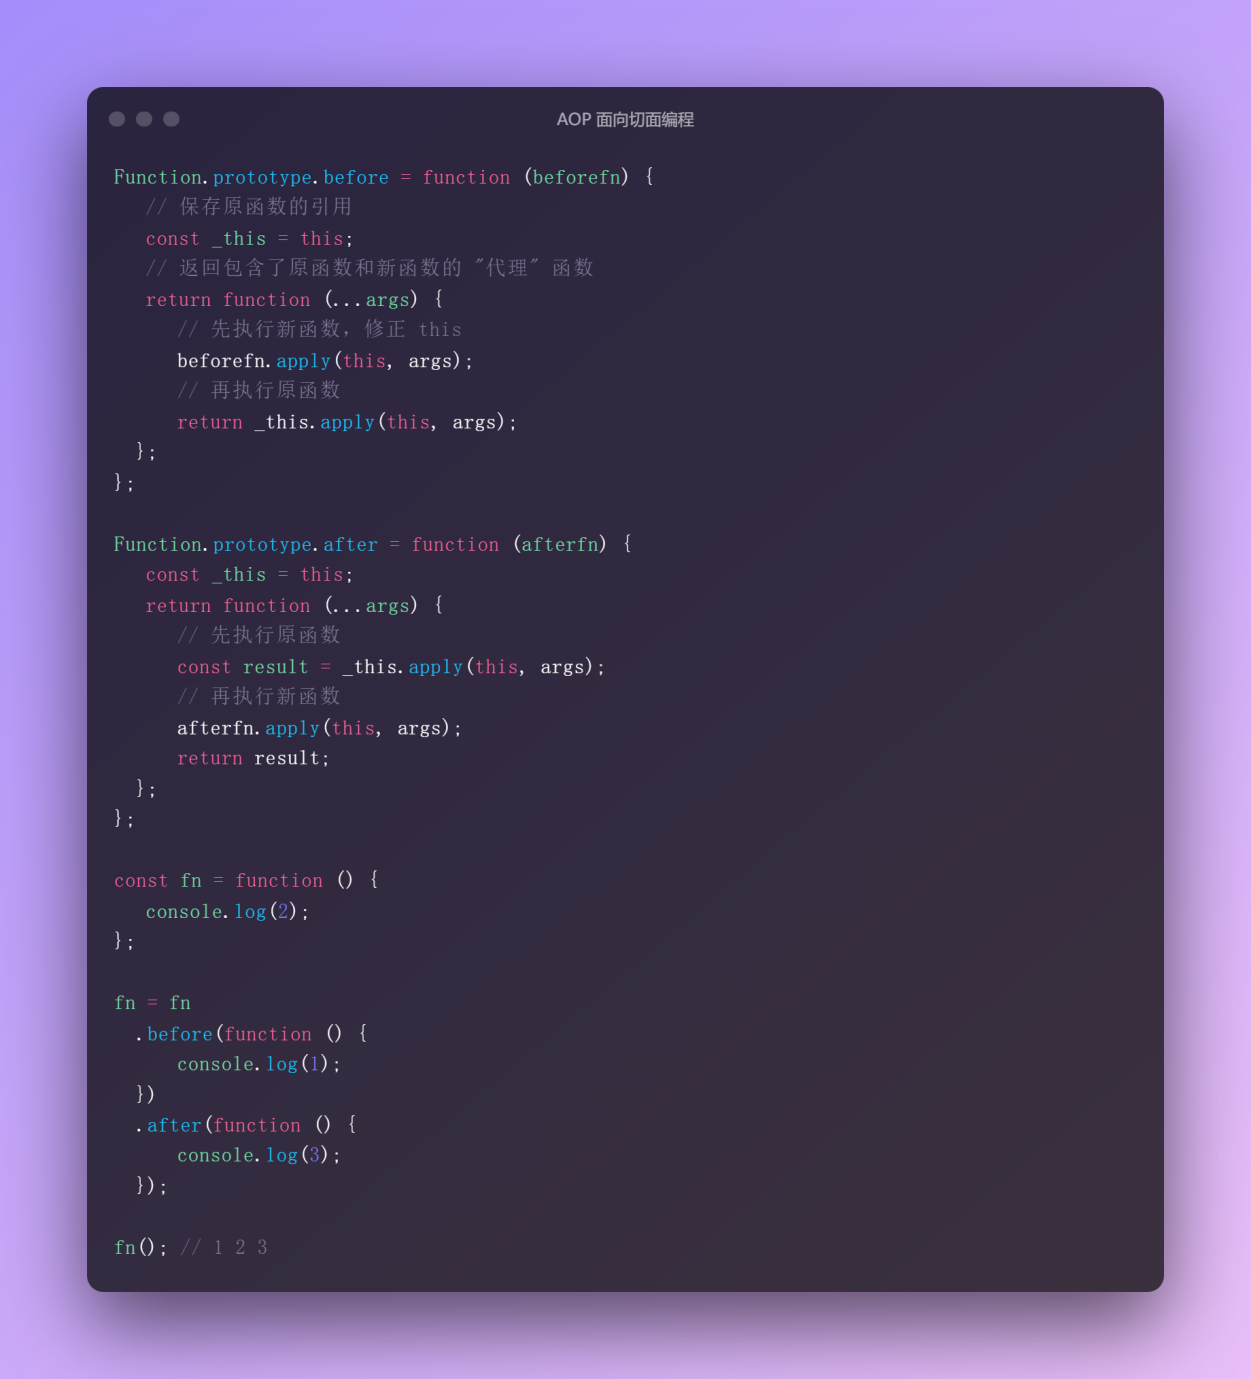 AOP 面向切面编程
Function.prototype.before = function (beforefn) {
// 保存原函数的引用
const _this = this;
// 返回包含了原函数和新函数的 "代理" 函数
return function (...args) {
// 先执行新函数，修正 this
beforefn.apply(this, args);
// 再执行原函数
return _this.apply(this, args);
};
};
Function.prototype.after = function (afterfn) {
const _this = this;
return function (...args) {
// 先执行原函数
const result = _this.apply(this, args);
// 再执行新函数
afterfn.apply(this, args);
return result;
};
};
const fn = function () {
console.log(2);
};
fn = fn
.before(function () {
console.log(1);
})
.after(function () {
console.log(3);
});
fn(); // 1 2 3